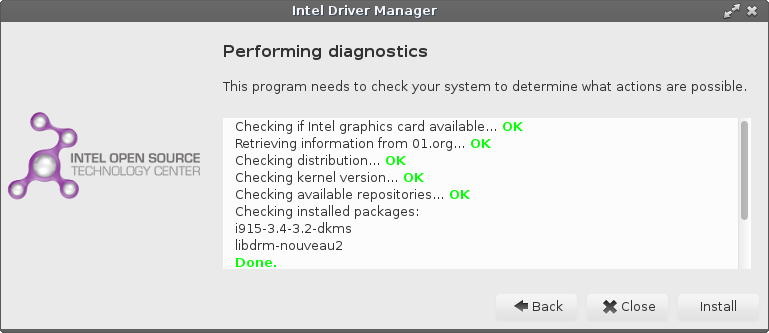 Intel Driver Manager
Performing diagnostics
This program needs to check your system to determine what actions are possible.
INTEL OPEN SOURCE
TECHNOLOGY CENTER
Checking if Intel graphics card available... OK
Retrieving information from 01.org... OK
Checking distribution... OK
Checking kernel version... OK
Checking available repositories... OK
Checking installed packages:
i915-3.4-3.2-dkms
libdrm-nouveau2
Done.
Back
Close
Install